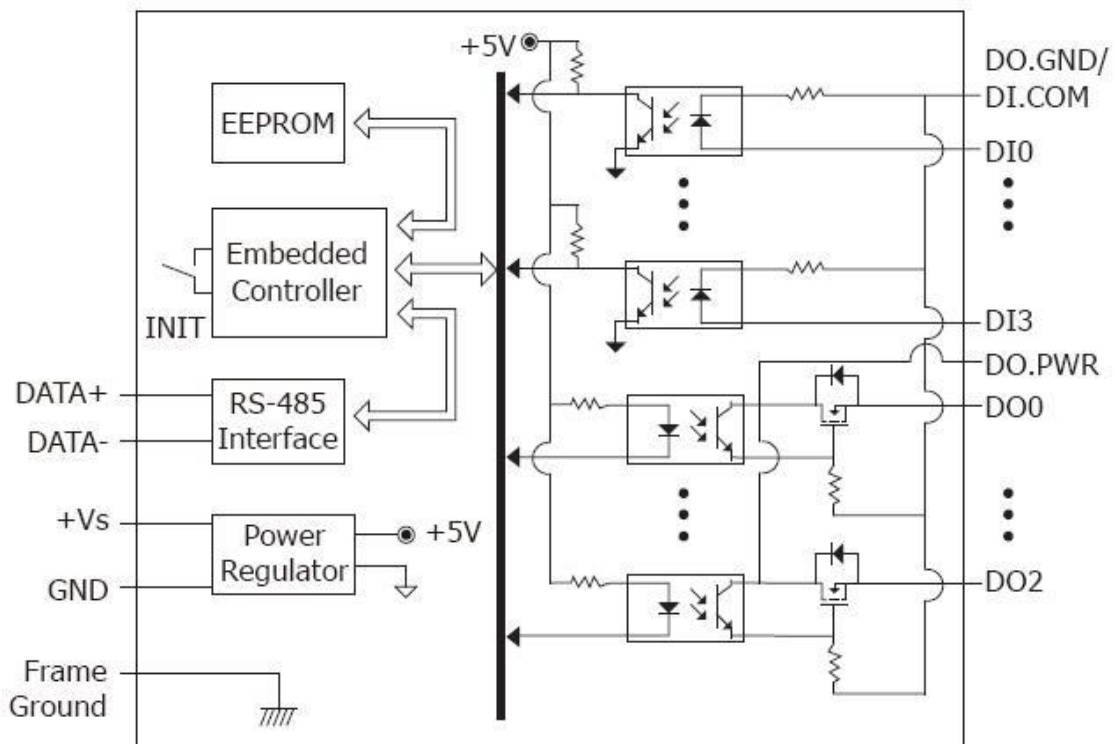 +5V
DO.GND/
DI.COM
EEPROM
DI0
Embedded
Controller
INIT
DI3
DO.PWR
DATA+
RS-485
Interface
DO0
DATA-
+Vs
Power
Regulator
+5V
GND
DO2
Frame
Ground